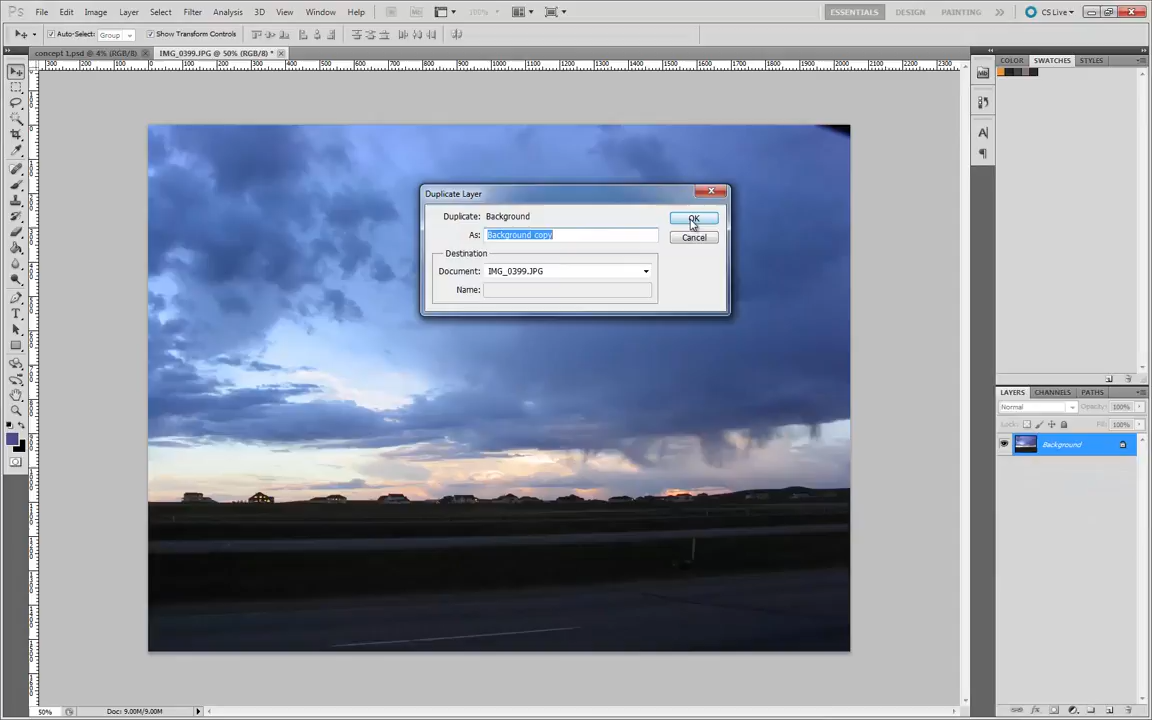 Ps File Edit Image Layer Select Filter Analysis 3D View Window Help 100% ESSENTIALS DESIGN PAINTING CS Live
Auto-Select: Group Show Transform Controls
concept 1.psd @ 4% (RGB/8) IMG_0399.JPG @ 50% (RGB/8) *
COLOR SWATCHES STYLES
Duplicate Layer
Duplicate: Background OK
As: Background copy Cancel
Destination
Document: IMG_0399.JPG
Name:
LAYERS CHANNELS PATHS
Normal Opacity: 100%
Lock: Fill: 100%
Background
50% Doc: 9.00M/9.00M